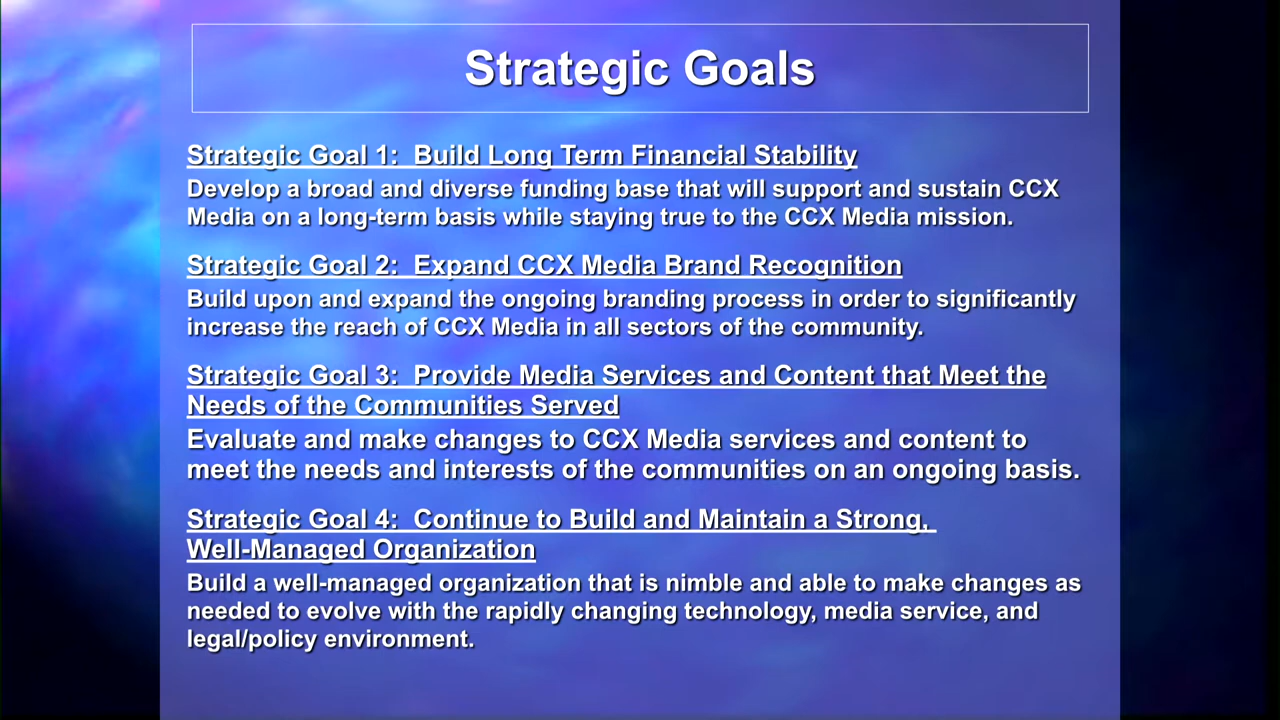 Strategic Goals
Strategic Goal 1:  Build Long Term Financial Stability
Develop a broad and diverse funding base that will support and sustain CCX
Media on a long-term basis while staying true to the CCX Media mission.
Strategic Goal 2:  Expand CCX Media Brand Recognition
Build upon and expand the ongoing branding process in order to significantly
increase the reach of CCX Media in all sectors of the community.
Strategic Goal 3:  Provide Media Services and Content that Meet the
Needs of the Communities Served
Evaluate and make changes to CCX Media services and content to
meet the needs and interests of the communities on an ongoing basis.
Strategic Goal 4:  Continue to Build and Maintain a Strong,
Well-Managed Organization
Build a well-managed organization that is nimble and able to make changes as
needed to evolve with the rapidly changing technology, media service, and
legal/policy environment.